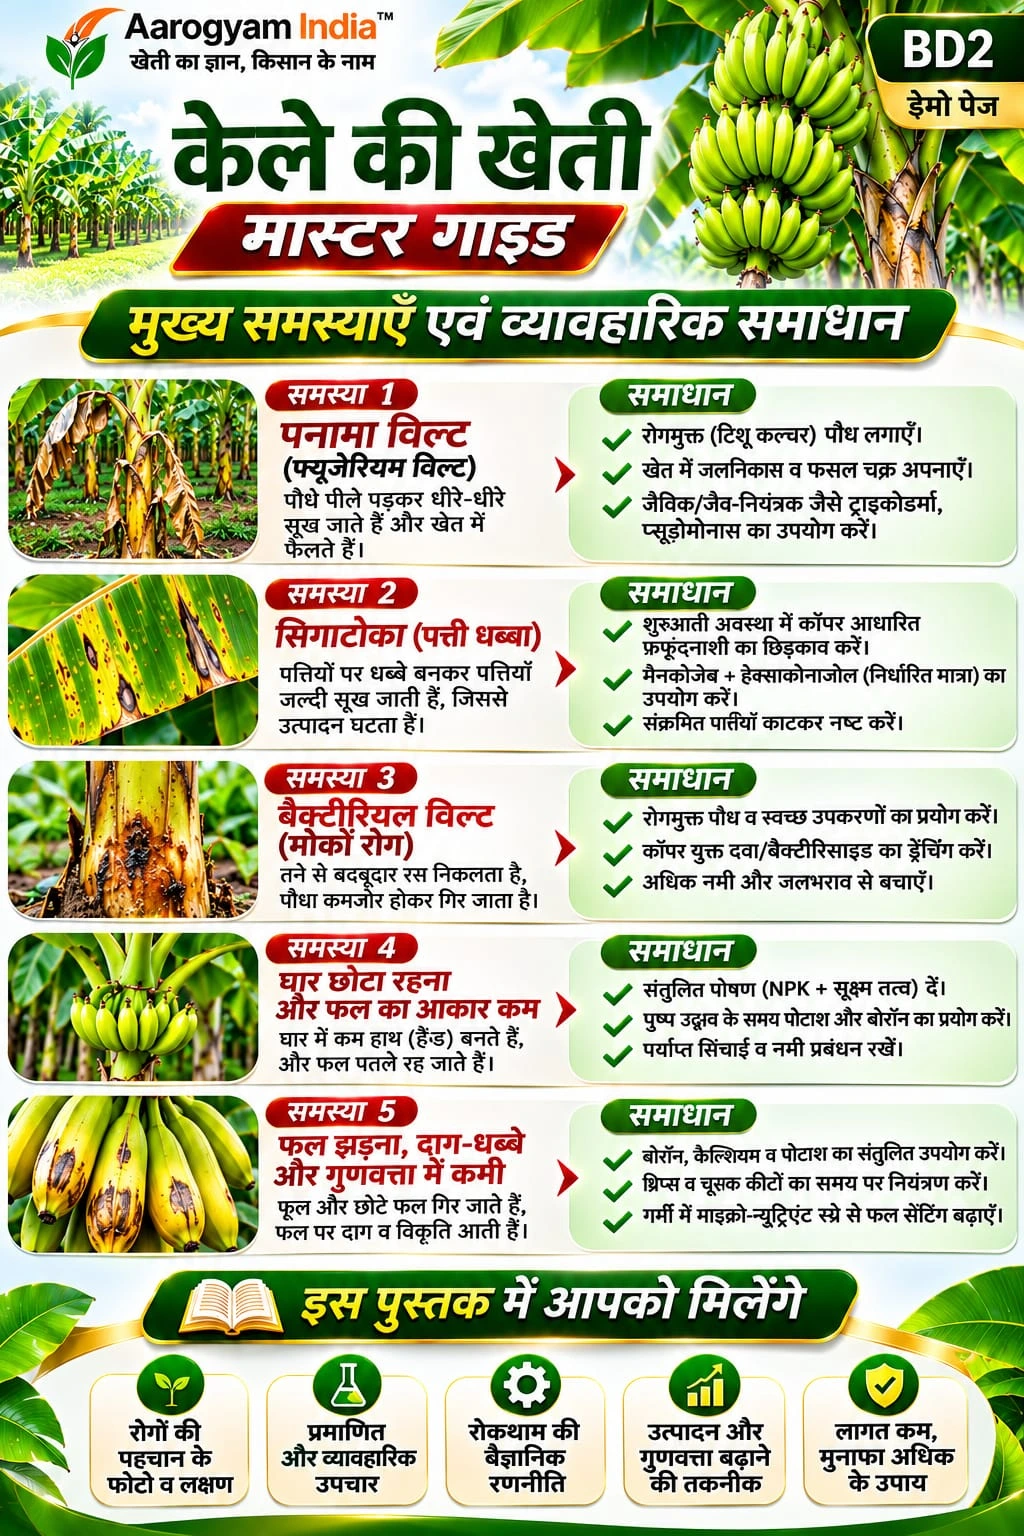 Aarogyam India™
खेती का ज्ञान, किसान के नाम
BD2
डेमो पेज
केले की खेती
मास्टर गाइड
मुख्य समस्याएँ एवं व्यावहारिक समाधान
समस्या 1
पनामा विल्ट
(फ्यूजेरियम विल्ट)
पौधे पीले पड़कर धीरे-धीरे
सूख जाते हैं और खेत में
फैलते हैं।
समाधान
रोगमुक्त (टिशू कल्चर) पौध लगाएँ।
खेत में जलनिकास व फसल चक्र अपनाएँ।
जैविक/जैव-नियंत्रक जैसे ट्राइकोडर्मा,
प्सूडोमोनास का उपयोग करें।
समस्या 2
सिगाटोका (पत्ती धब्बा)
पत्तियों पर धब्बे बनकर पत्तियाँ
जल्दी सूख जाती हैं, जिससे
उत्पादन घटता हैं।
समाधान
शुरुआती अवस्था में कॉपर आधारित
फ़फूंदनाशी का छिड़काव करें।
मैनकोजेब + हेक्साकोनाजोल (निर्धारित मात्रा) का
उपयोग करें।
संक्रमित पत्तियाँ काटकर नष्ट करें।
समस्या 3
बैक्टीरियल विल्ट
(मोकों रोग)
तने से बदबूदार रस निकलता है,
पौधा कमजोर होकर गिर जाता है।
समाधान
रोगमुक्त पौध व स्वच्छ उपकरणों का प्रयोग करें।
कॉपर युक्त दवा/बैक्टीरिसाइड का ड्रेंचिंग करें।
अधिक नमी और जलभराव से बचाएँ।
समस्या 4
घार छोटा रहना
और फल का आकार कम
घार में कम हाथ (हैंड) बनते हैं,
और फल पतले रह जाते हैं।
समाधान
संतुलित पोषण (NPK + सूक्ष्म तत्व) दें।
पुष्प उद्भव के समय पोटाश और बोरॉन का प्रयोग करें।
पर्याप्त सिंचाई व नमी प्रबंधन रखें।
समस्या 5
फल झड़ना, दाग-धब्बे
और गुणवत्ता में कमी
फूल और छोटे फल गिर जाते हैं,
फल पर दाग व विकृति आती हैं।
समाधान
बोरॉन, कैल्शियम व पोटाश का संतुलित उपयोग करें।
थ्रिप्स व चूसक कीटों का समय पर नियंत्रण करें।
गर्मी में माइक्रो-न्युट्रिएंट स्प्रे से फल सेंटिंग बढ़ाएँ।
इस पुस्तक में आपको मिलेंगे
रोगों की
पहचान के
फोटो व लक्षण
प्रमाणित
और व्यावहारिक
उपचार
रोकथाम की
बैज्ञानिक
रणनीति
उत्पादन और
गुणवत्ता बढ़ाने
की तकनीक
लागत कम,
मुनाफा अधिक
के उपाय